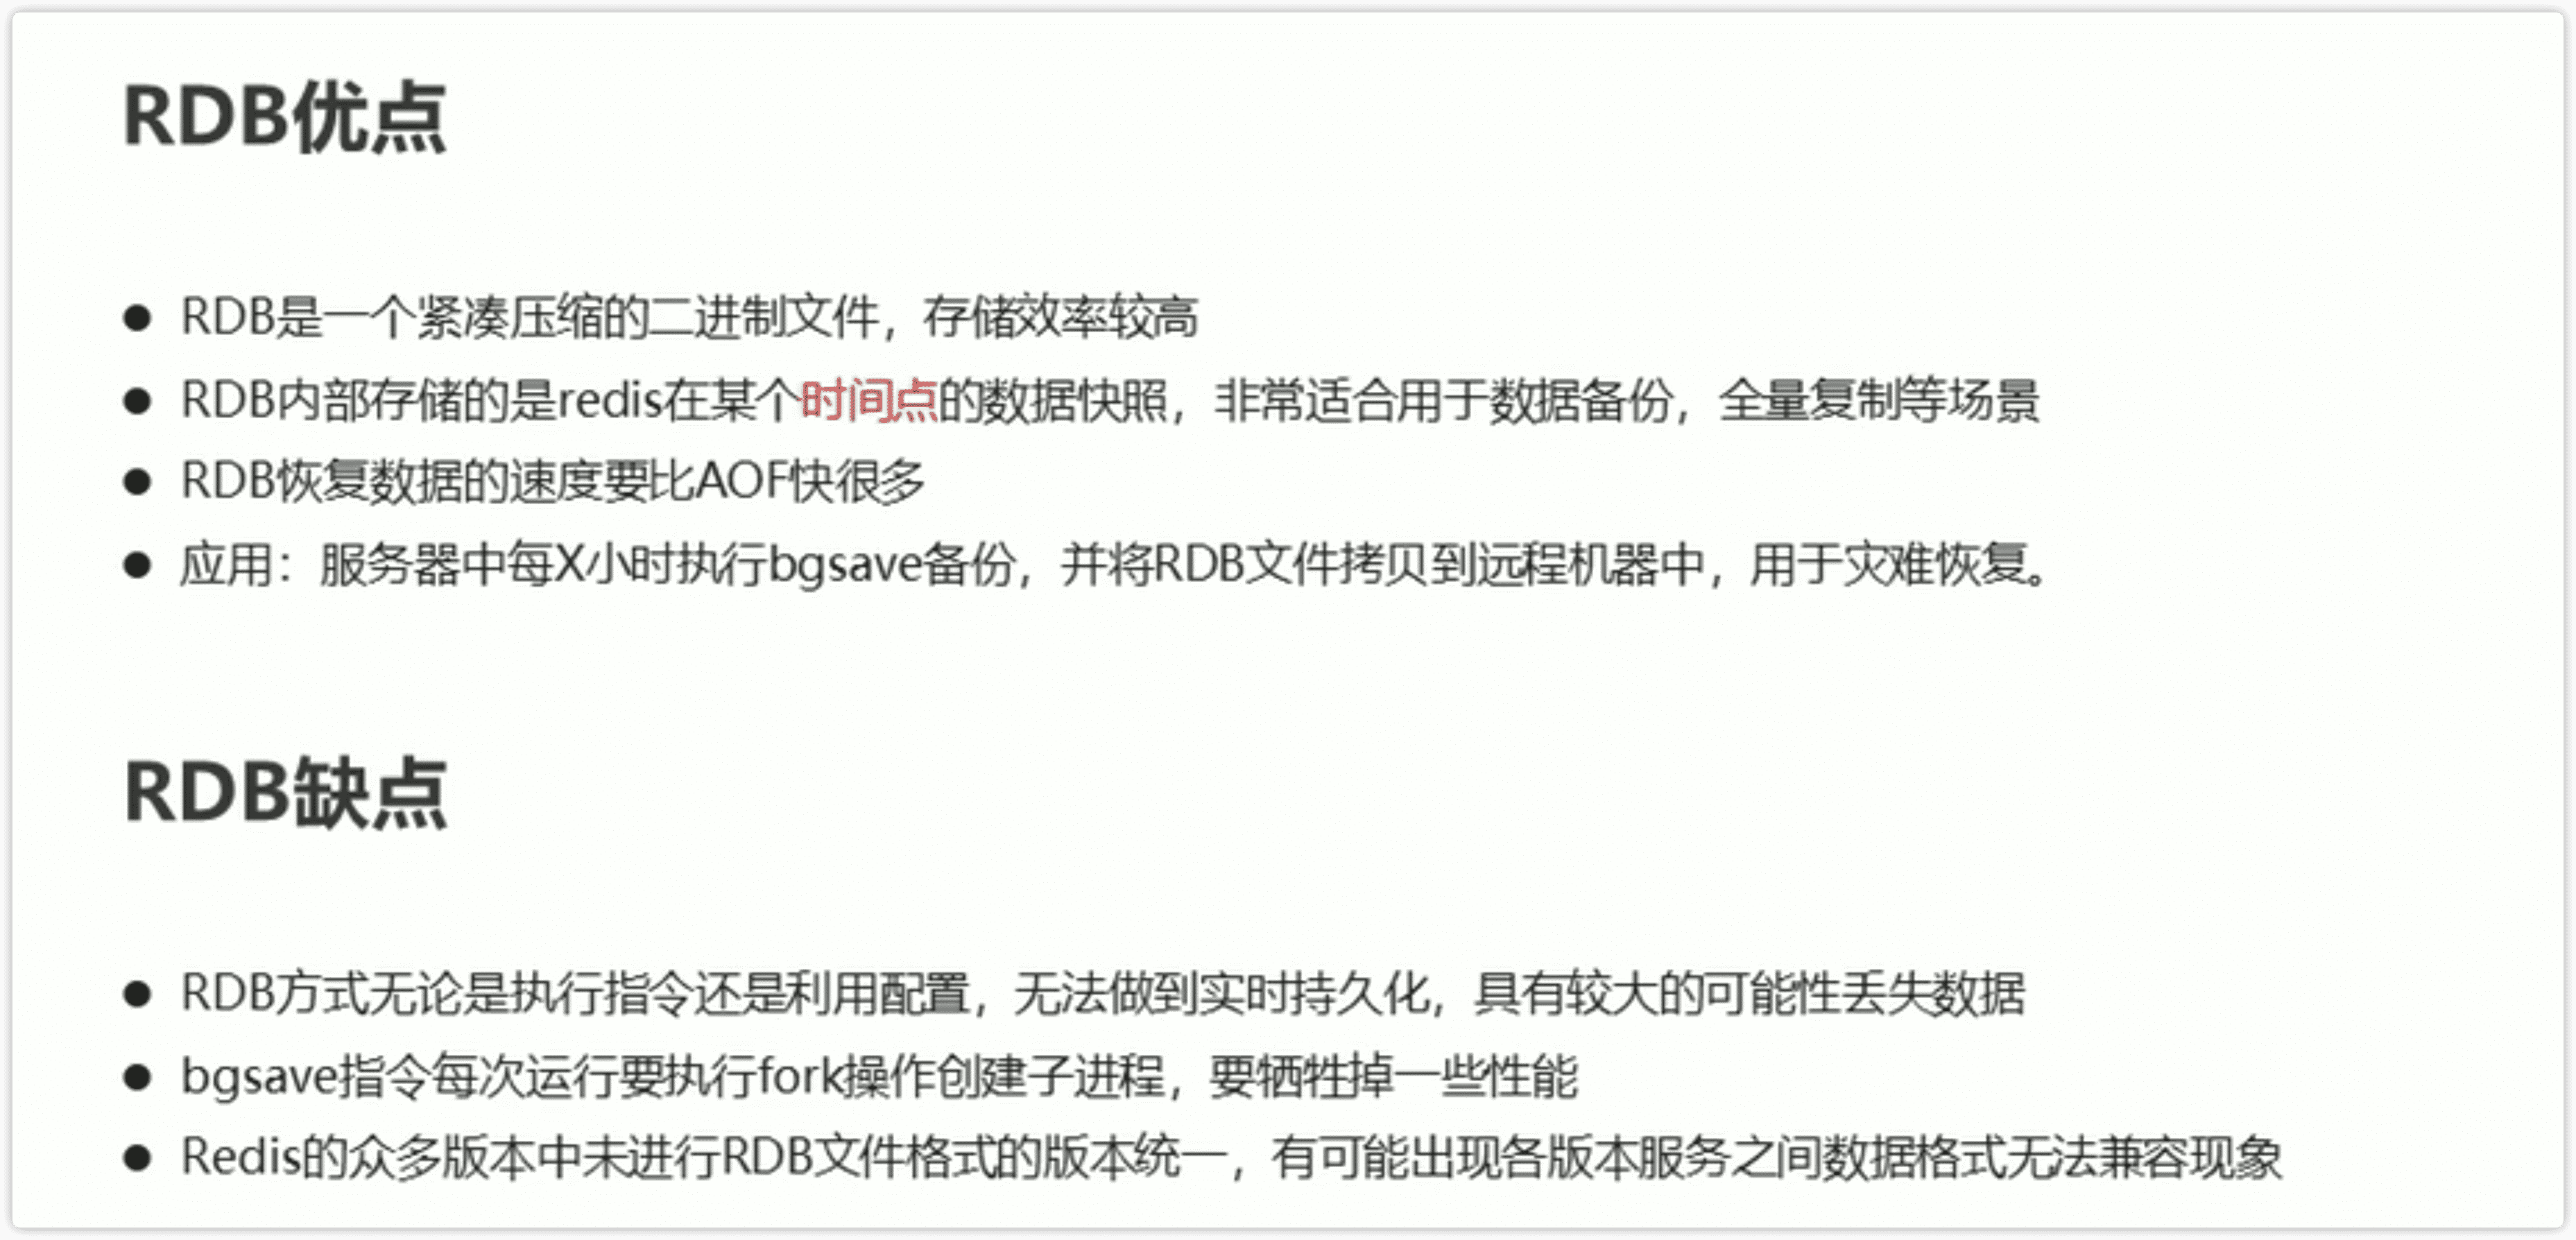 RDB优点
● RDB是一个紧凑压缩的二进制文件，存储效率较高
● RDB内部存储的是redis在某个时间点的数据快照，非常适合用于数据备份，全量复制等场景
● RDB恢复数据的速度要比AOF快很多
● 应用：服务器中每X小时执行bgsave备份，并将RDB文件拷贝到远程机器中，用于灾难恢复。
RDB缺点
● RDB方式无论是执行指令还是利用配置，无法做到实时持久化，具有较大的可能性丢失数据
● bgsave指令每次运行要执行fork操作创建子进程，要牺牲掉一些性能
● Redis的众多版本中未进行RDB文件格式的版本统一，有可能出现各版本服务之间数据格式无法兼容现象